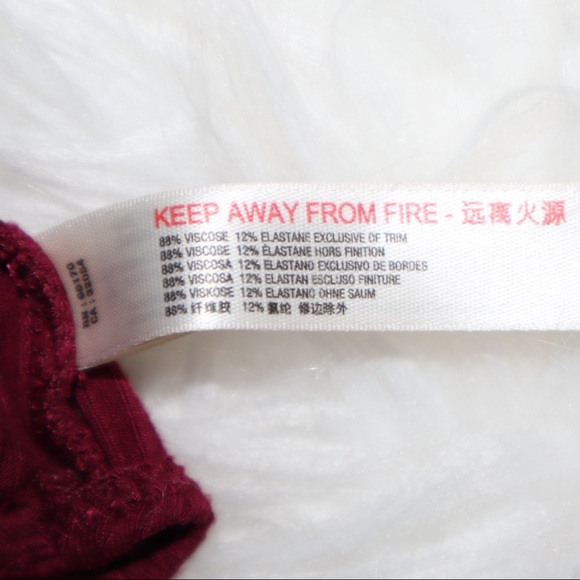 KEEP AWAY FROM FIRE - 远离火源
88% VISCOSE 12% ELASTANE EXCLUSIVE OF TRIM
88% VISCOSE 12% ELASTANE HORS FINITION
88% VISCOSA 12% ELASTANO EXCLUSIVO DE BORDES
88% VISCOSA 12% ELASTAN ESCLUSO FINITURE
88% VISKOSE 12% ELASTANO OHNE SAUM
88% 纤维胶 12% 氨纶 修边除外
CA :